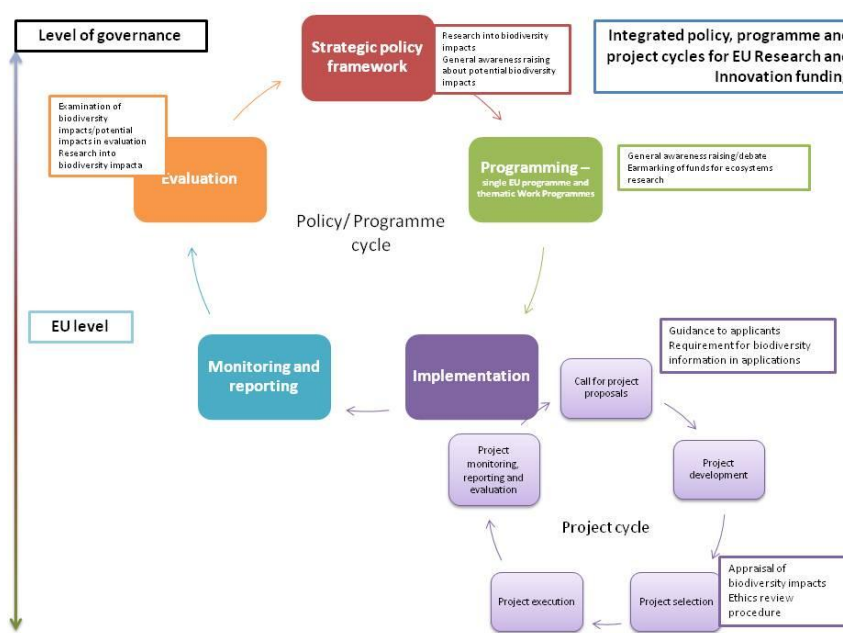 Level of governance
Strategic policy
framework
Research into biodiversity
impacts
General awareness raising
about potential biodiversity
impacts
Integrated policy, programme and
project cycles for EU Research and
Innovation funding
Examination of
biodiversity
impacts/potential
impacts in evaluation
Research into
biodiversity impacta
Evaluation
Programming –
single EU programme and
thematic Work Programmes
General awareness raising/debate
Earmarking of funds for ecosystems
research
Policy/ Programme
cycle
EU level
Monitoring and
reporting
Implementation
Guidance to applicants
Requirement for biodiversity
information in applications
Call for project
proposals
Project
monitoring,
reporting and
evaluation
Project
development
Project cycle
Project execution
Project selection
Appraisal of
biodiversity impacts
Ethics review
procedure